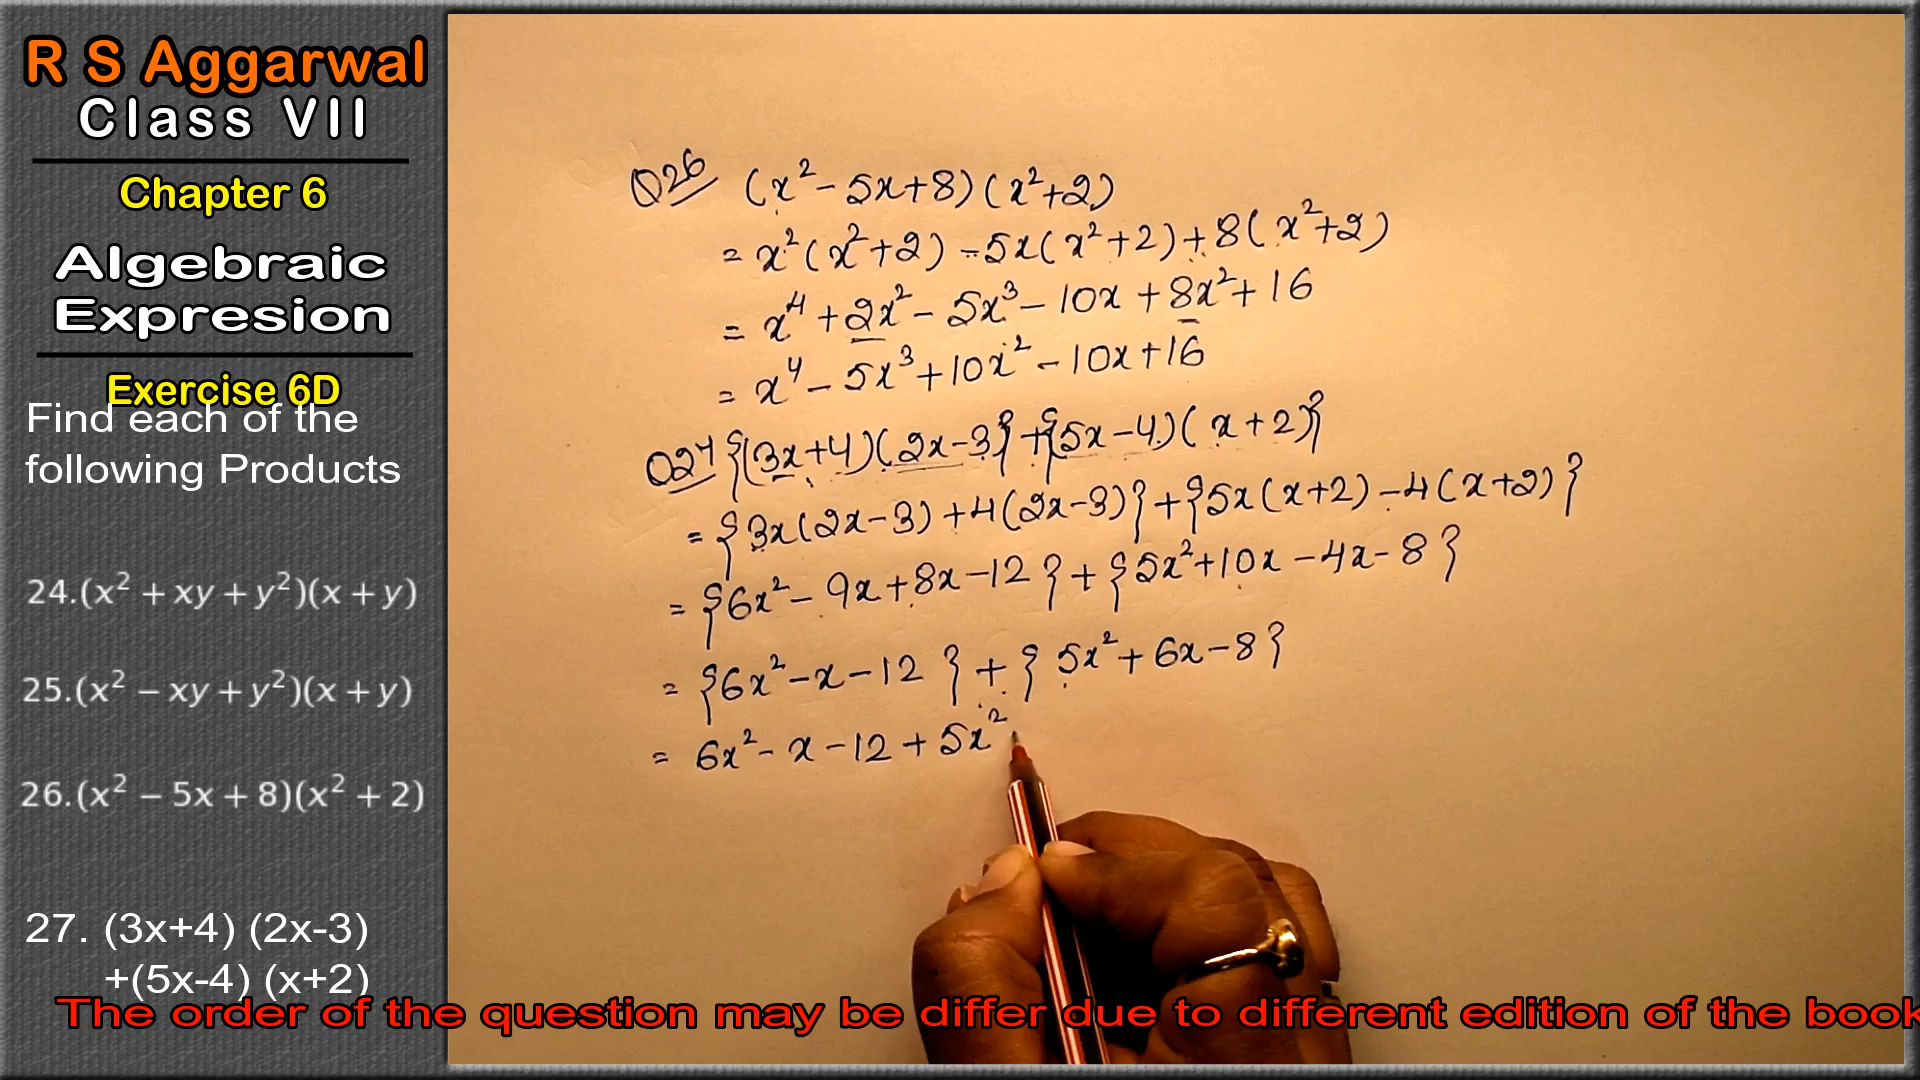 R S Aggarwal
Class VII
Chapter 6
Algebraic
Expresion
Exercise 6D
Find each of the
following Products
24.(x² + xy + y²)(x + y)
25.(x² − xy + y²)(x + y)
26.(x² − 5x + 8)(x² + 2)
27. (3x+4) (2x-3)
+(5x-4) (x+2)
Q26 (x² - 5x+8) (x²+2)
= x² (x²+2) - 5x(x²+2) + 8(x²+2)
= x⁴ + 2x² - 5x³ - 10x + 8x² + 16
= x⁴ - 5x³ + 10x² - 10x + 16
Q27 {(3x+4)(2x-3} + {5x-4)(x+2)}
= {3x(2x-3) + 4(2x-3)} + {5x(x+2) - 4(x+2)}
= {6x² - 9x + 8x - 12} + {5x² + 10x - 4x - 8}
= {6x² - x - 12} + {5x² + 6x - 8}
= 6x² - x - 12 + 5x²
The order of the question may be differ due to different edition of the book